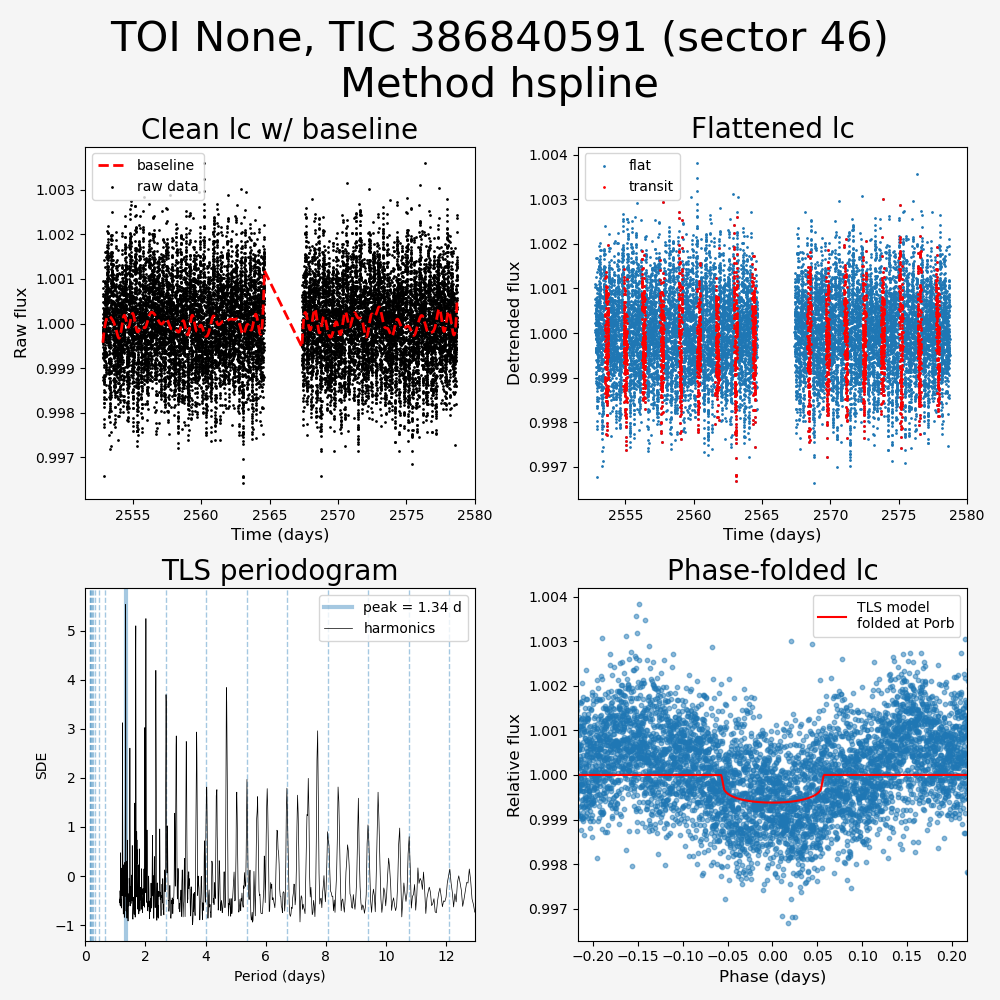 TOI None, TIC 386840591 (sector 46)
Method hspline
Clean lc w/ baseline
baseline
raw data
1.003
1.002
1.001
1.000
0.999
0.998
0.997
Raw flux
2555 2560 2565 2570 2575 2580
Time (days)
Flattened lc
flat
transit
1.004
1.003
1.002
1.001
1.000
0.999
0.998
0.997
Detrended flux
2555 2560 2565 2570 2575 2580
Time (days)
TLS periodogram
peak = 1.34 d
harmonics
5
4
3
2
1
0
−1
SDE
0 2 4 6 8 10 12
Period (days)
Phase-folded lc
TLS model
folded at Porb
1.004
1.003
1.002
1.001
1.000
0.999
0.998
0.997
Relative flux
−0.20 −0.15 −0.10 −0.05 0.00 0.05 0.10 0.15 0.20
Phase (days)